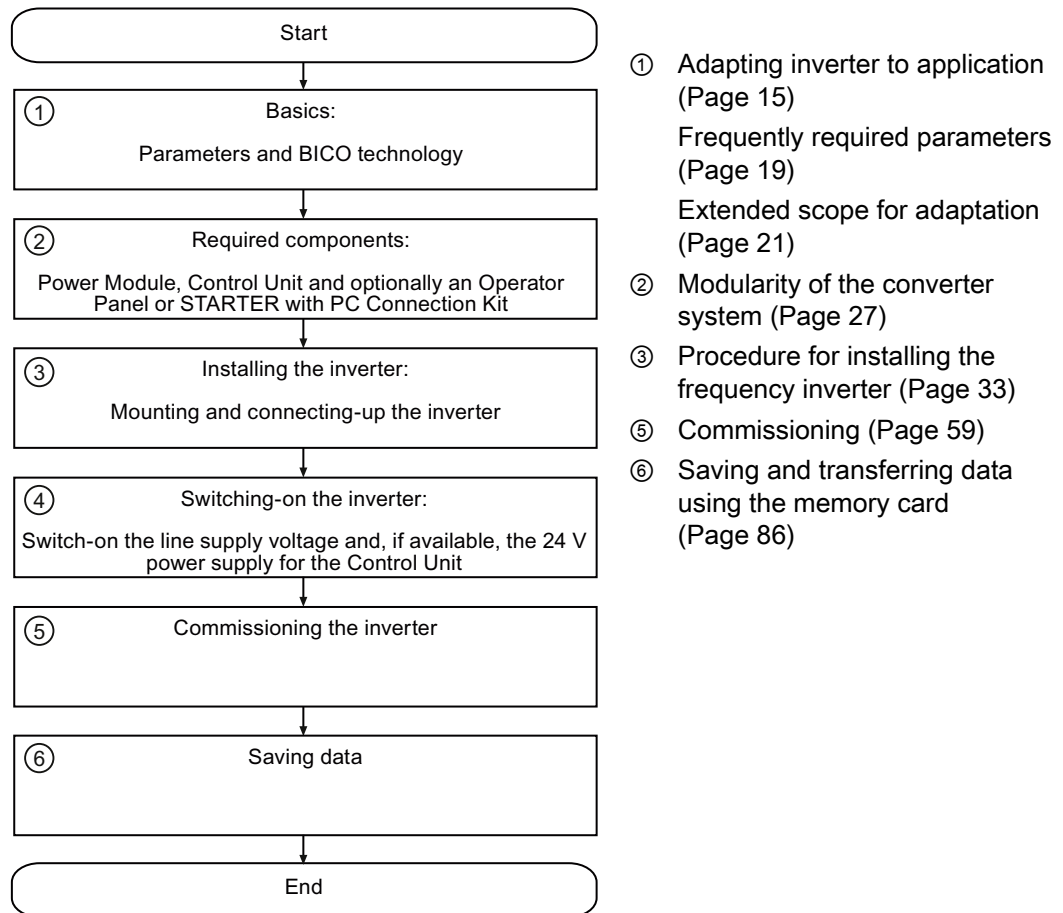 Start
① Basics:
Parameters and BICO technology
② Required components:
Power Module, Control Unit and optionally an Operator
Panel or STARTER with PC Connection Kit
③ Installing the inverter:
Mounting and connecting-up the inverter
④ Switching-on the inverter:
Switch-on the line supply voltage and, if available, the 24 V
power supply for the Control Unit
⑤ Commissioning the inverter
⑥ Saving data
End
① Adapting inverter to application
(Page 15)
Frequently required parameters
(Page 19)
Extended scope for adaptation
(Page 21)
② Modularity of the converter
system (Page 27)
③ Procedure for installing the
frequency inverter (Page 33)
⑤ Commissioning (Page 59)
⑥ Saving and transferring data
using the memory card
(Page 86)